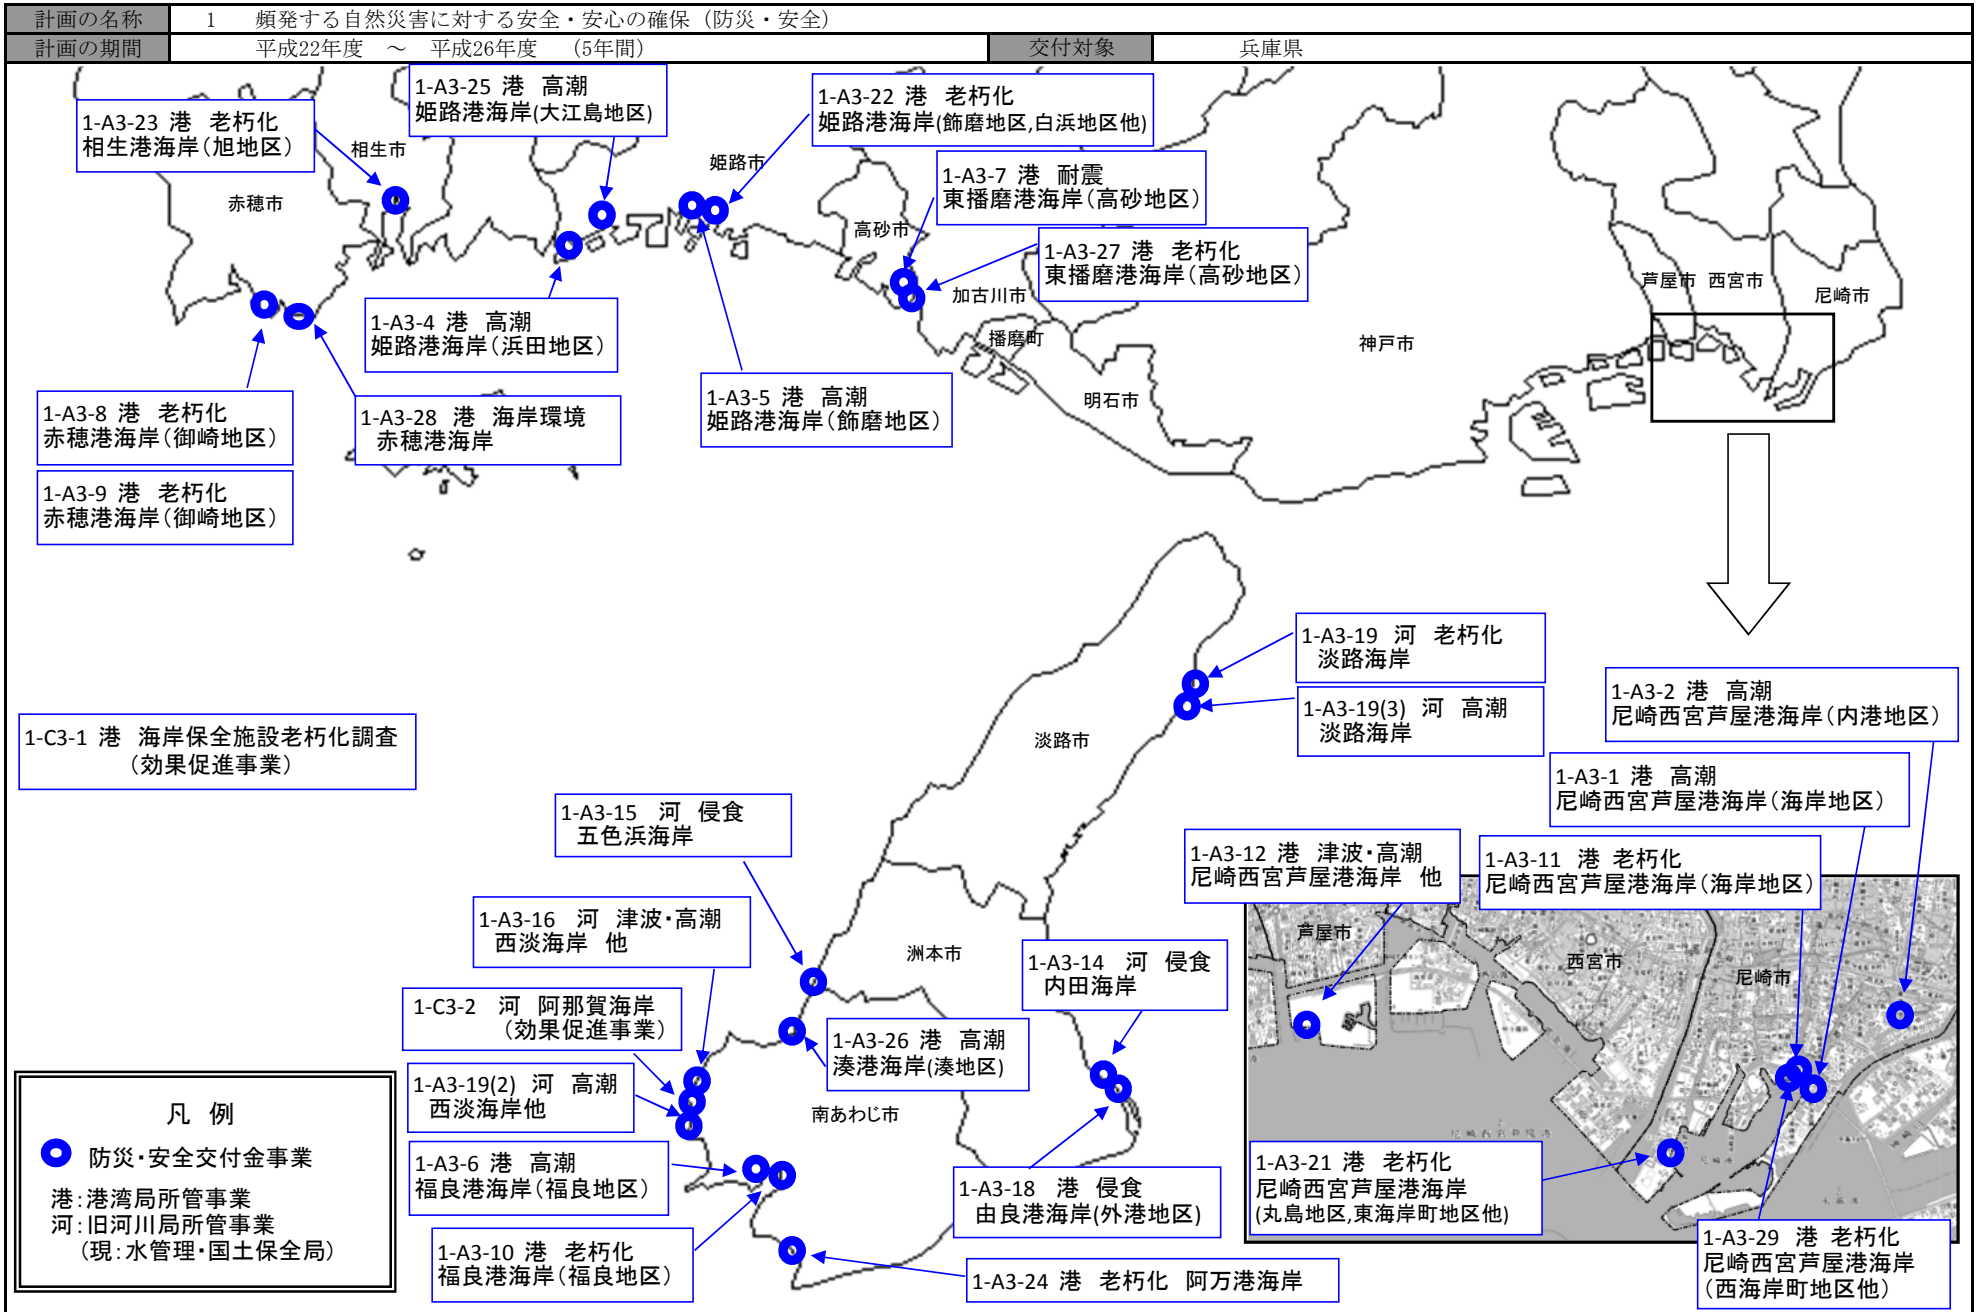 計画の名称 1 頻発する自然災害に対する安全・安心の確保（防災・安全）
計画の期間 平成22年度 ～ 平成26年度 （5年間） 交付対象 兵庫県
1-A3-25 港 高潮
姫路港海岸(大江島地区)
1-A3-22 港 老朽化
姫路港海岸(飾磨地区,白浜地区他)
1-A3-23 港 老朽化
相生港海岸(旭地区)
相生市
姫路市
1-A3-7 港 耐震
東播磨港海岸(高砂地区)
赤穂市
高砂市
1-A3-27 港 老朽化
東播磨港海岸(高砂地区)
加古川市
芦屋市 西宮市
尼崎市
1-A3-4 港 高潮
姫路港海岸(浜田地区)
播磨町
神戸市
1-A3-5 港 高潮
姫路港海岸(飾磨地区)
明石市
1-A3-8 港 老朽化
赤穂港海岸(御崎地区)
1-A3-28 港 海岸環境
赤穂港海岸
1-A3-9 港 老朽化
赤穂港海岸(御崎地区)
1-A3-19 河 老朽化
淡路海岸
1-A3-19(3) 河 高潮
淡路海岸
1-A3-2 港 高潮
尼崎西宮芦屋港海岸(内港地区)
1-C3-1 港 海岸保全施設老朽化調査
(効果促進事業)
淡路市
1-A3-1 港 高潮
尼崎西宮芦屋港海岸(海岸地区)
1-A3-15 河 侵食
五色浜海岸
1-A3-12 港 津波・高潮
尼崎西宮芦屋港海岸 他
1-A3-11 港 老朽化
尼崎西宮芦屋港海岸(海岸地区)
1-A3-16 河 津波・高潮
西淡海岸 他
芦屋市
西宮市
尼崎市
洲本市
1-A3-14 河 侵食
内田海岸
1-C3-2 河 阿那賀海岸
(効果促進事業)
1-A3-26 港 高潮
湊港海岸(湊地区)
1-A3-19(2) 河 高潮
西淡海岸他
南あわじ市
凡 例
防災・安全交付金事業
港：港湾局所管事業
河：旧河川局所管事業
(現：水管理・国土保全局)
1-A3-6 港 高潮
福良港海岸(福良地区)
1-A3-18 港 侵食
由良港海岸(外港地区)
1-A3-21 港 老朽化
尼崎西宮芦屋港海岸
(丸島地区,東海岸町地区他)
1-A3-10 港 老朽化
福良港海岸(福良地区)
1-A3-24 港 老朽化 阿万港海岸
1-A3-29 港 老朽化
尼崎西宮芦屋港海岸
(西海岸町地区他)